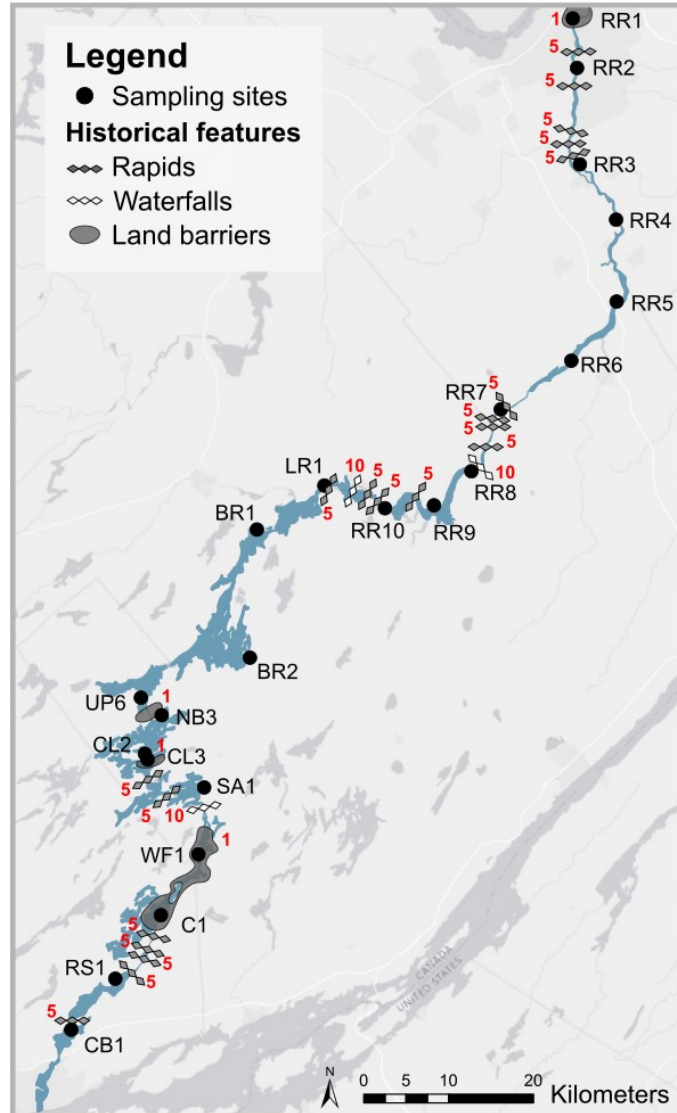 Legend
Sampling sites
Historical features
Rapids
Waterfalls
Land barriers
1 RR1
5
RR2
5
5
5
5 RR3
RR4
RR5
RR6
5
RR7
5
5
5
LR1 10 5 5 5
RR8 10
5
BR1 RR10 RR9
BR2
UP6 1
NB3
CL2 1
CL3
5 SA1
5 10
WF1 1
C1
5
5
5
RS1 5
5
CB1
CANADA
UNITED STATES
N
0 5 10 20 Kilometers